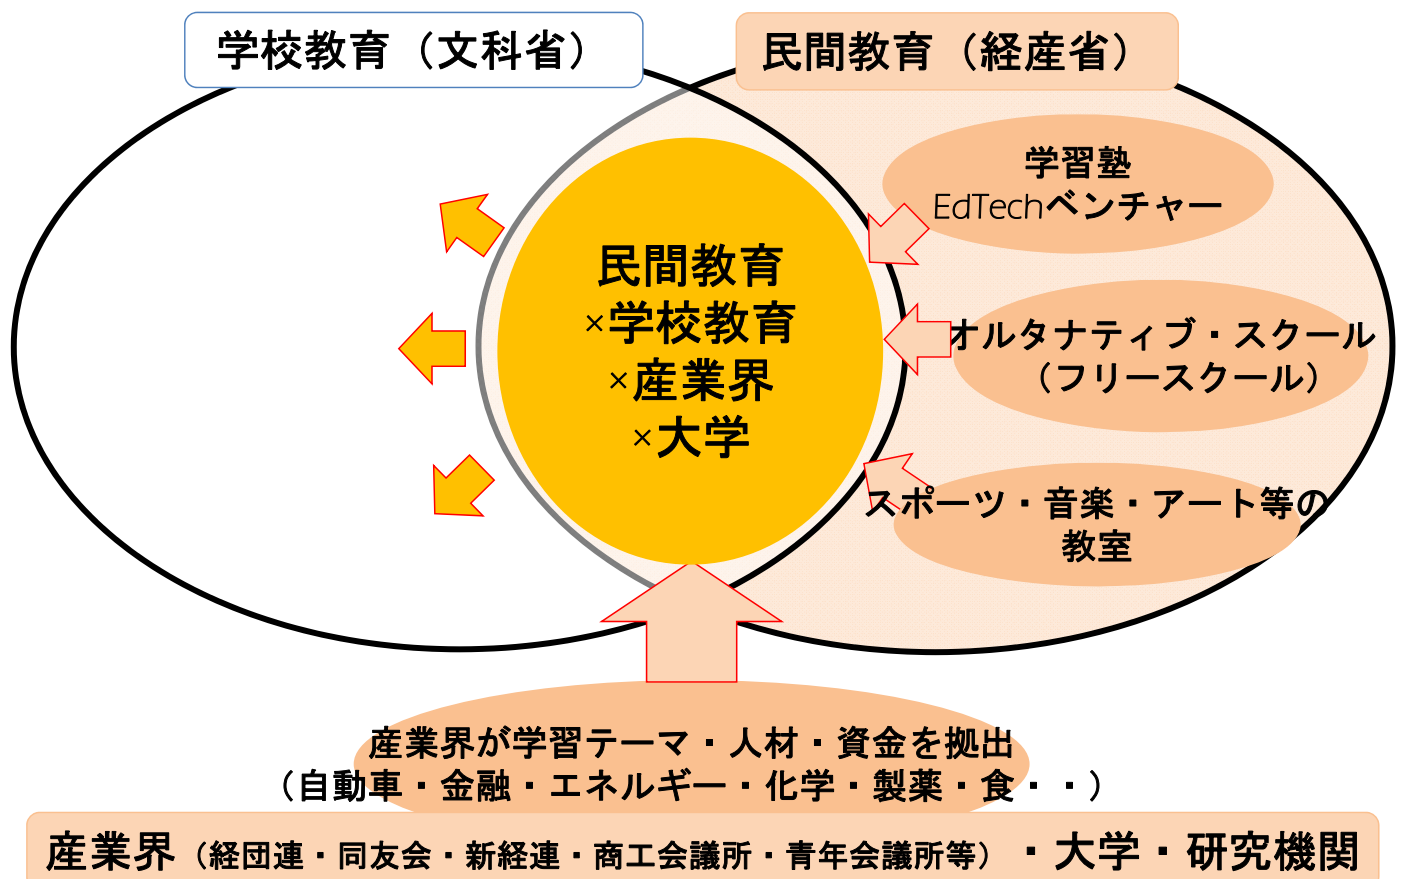 学校教育（文科省）
民間教育（経産省）
学習塾
EdTechベンチャー
民間教育
×学校教育
×産業界
×大学
オルタナティブ・スクール
（フリースクール）
スポーツ・音楽・アート等の
教室
産業界が学習テーマ・人材・資金を拠出
（自動車・金融・エネルギー・化学・製薬・食・・）
産業界（経団連・同友会・新経連・商工会議所・青年会議所等）・大学・研究機関